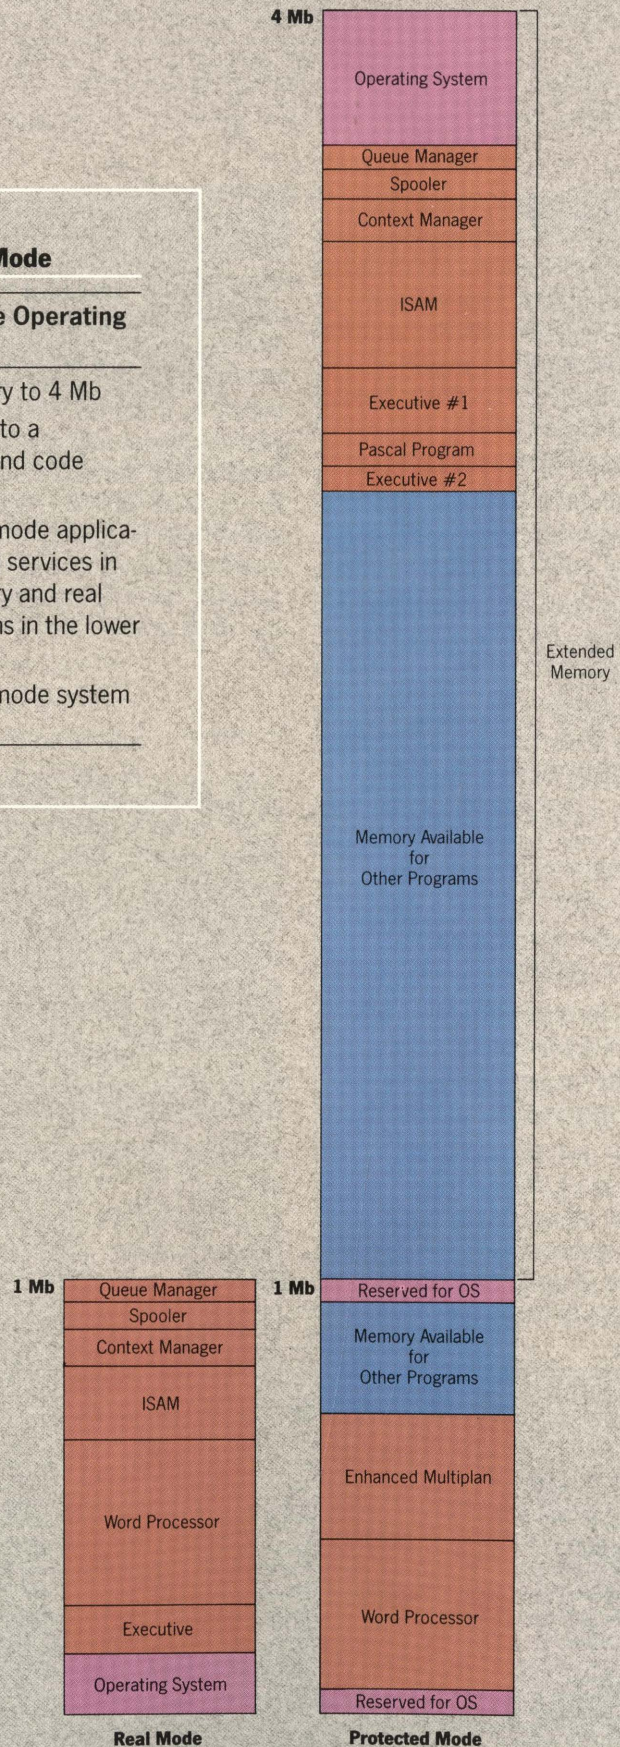 Mode
e Operating
ry to 4 Mb
to a
nd code
mode applica-
services in
ry and real
ns in the lower
mode system
4 Mb
Operating System
Queue Manager
Spooler
Context Manager
ISAM
Executive #1
Pascal Program
Executive #2
Memory Available
for
Other Programs
Extended
Memory
1 Mb
Queue Manager
Spooler
Context Manager
ISAM
Word Processor
Executive
Operating System
Real Mode
1 Mb
Reserved for OS
Memory Available
for
Other Programs
Enhanced Multiplan
Word Processor
Reserved for OS
Protected Mode